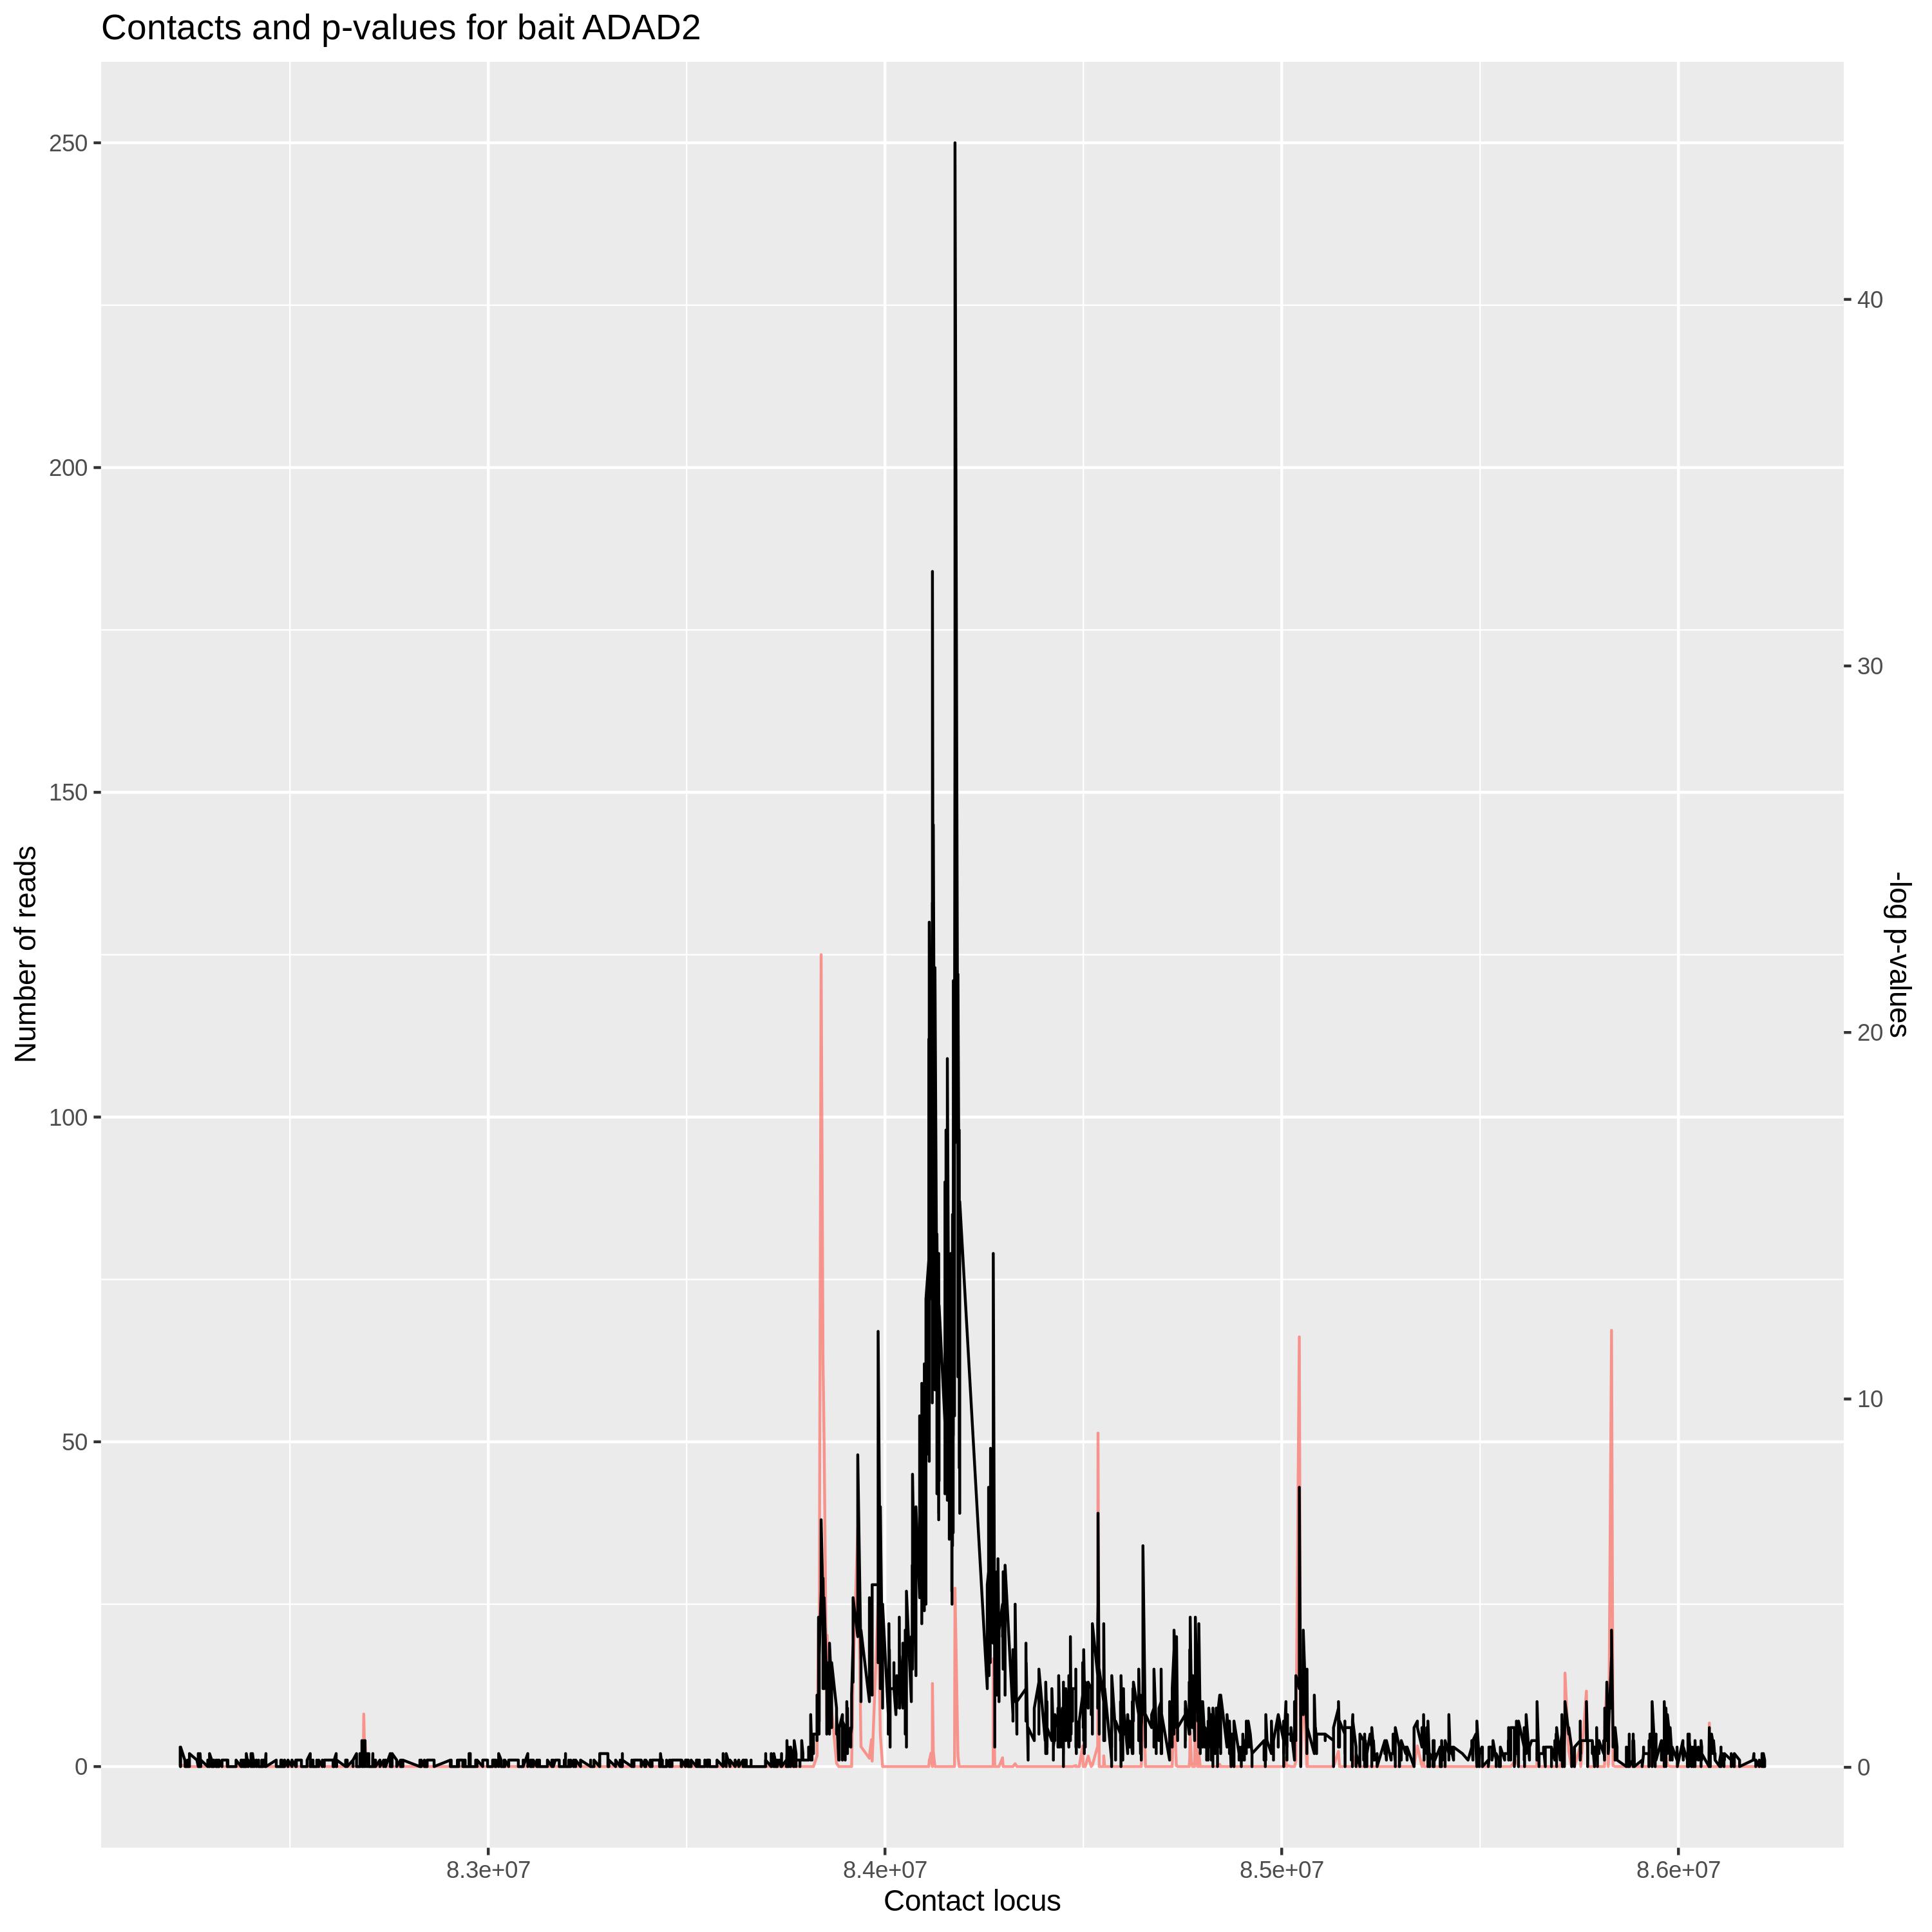 Contacts and p-values for bait ADAD2
250
200
150
100
50
0
Number of reads
40
30
20
10
0
-log p-values
8.3e+07 8.4e+07 8.5e+07 8.6e+07
Contact locus